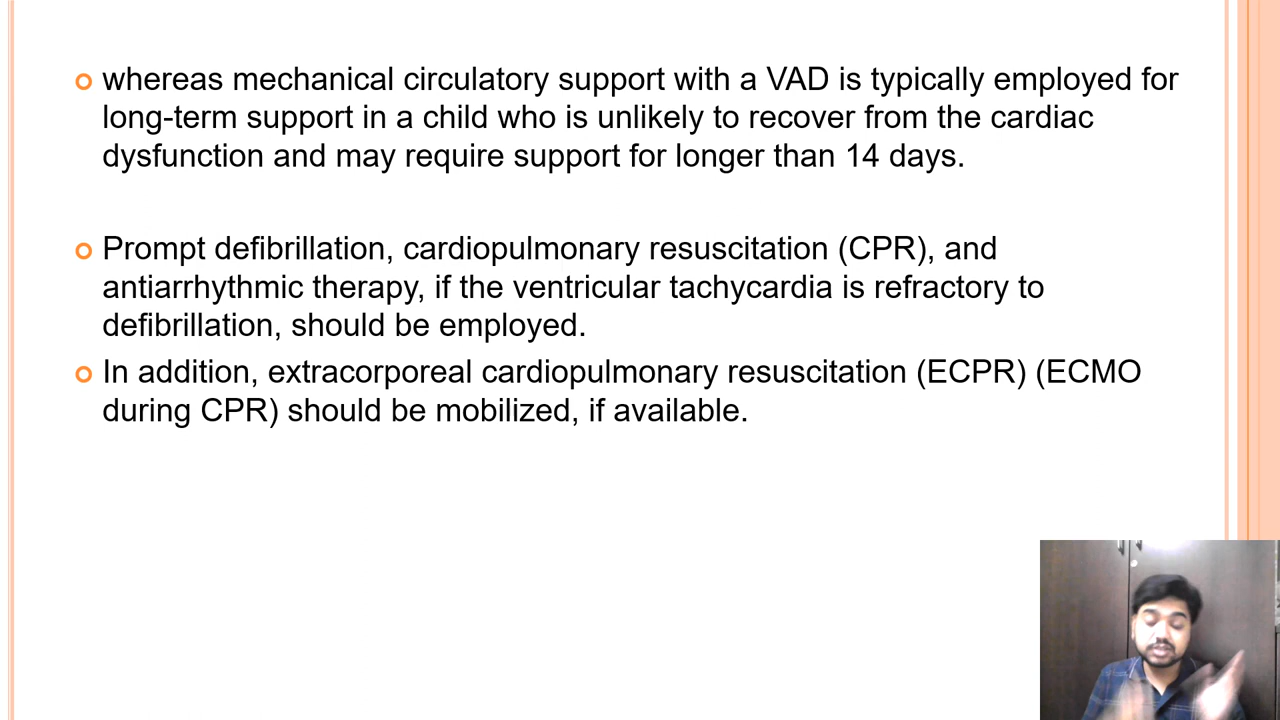 whereas mechanical circulatory support with a VAD is typically employed for
long-term support in a child who is unlikely to recover from the cardiac
dysfunction and may require support for longer than 14 days.
Prompt defibrillation, cardiopulmonary resuscitation (CPR), and
antiarrhythmic therapy, if the ventricular tachycardia is refractory to
defibrillation, should be employed.
In addition, extracorporeal cardiopulmonary resuscitation (ECPR) (ECMO
during CPR) should be mobilized, if available.